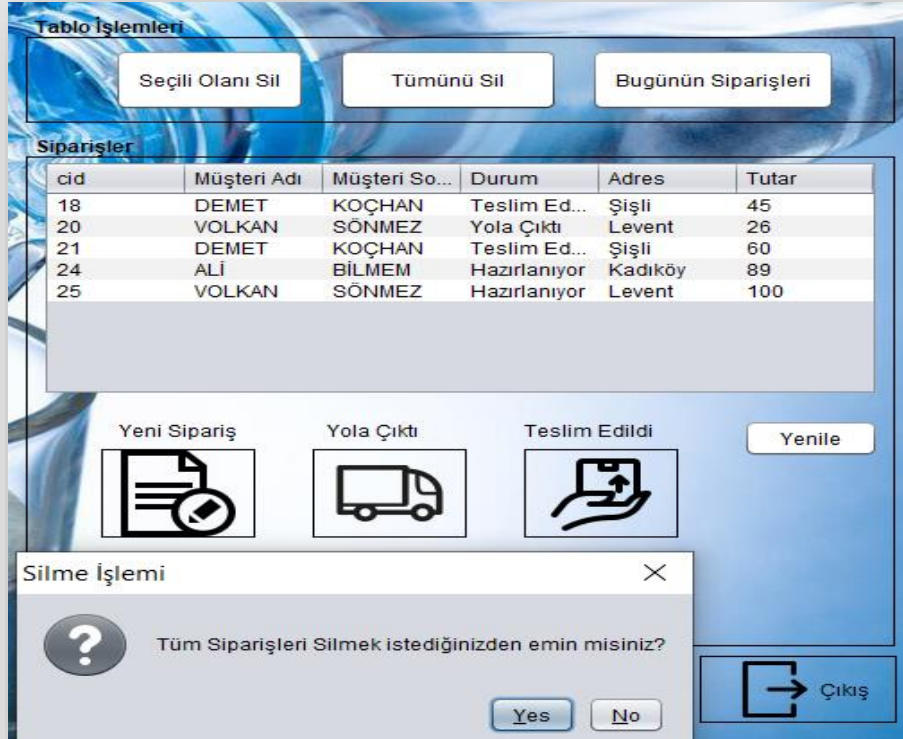 Tablo İşlemleri
Seçili Olanı Sil Tümünü Sil Bugünün Siparişleri
Siparişler
cid Müşteri Adı Müşteri So... Durum Adres Tutar
18 DEMET KOÇHAN Teslim Ed... Şişli 45
20 VOLKAN SÖNMEZ Yola Çıktı Levent 26
21 DEMET KOÇHAN Teslim Ed... Şişli 60
24 ALİ BİLMEM Hazırlanıyor Kadıköy 89
25 VOLKAN SÖNMEZ Hazırlanıyor Levent 100
Yeni Sipariş Yola Çıktı Teslim Edildi Yenile
Silme İşlemi
Tüm Siparişleri Silmek istediğinizden emin misiniz?
Yes No
Çıkış